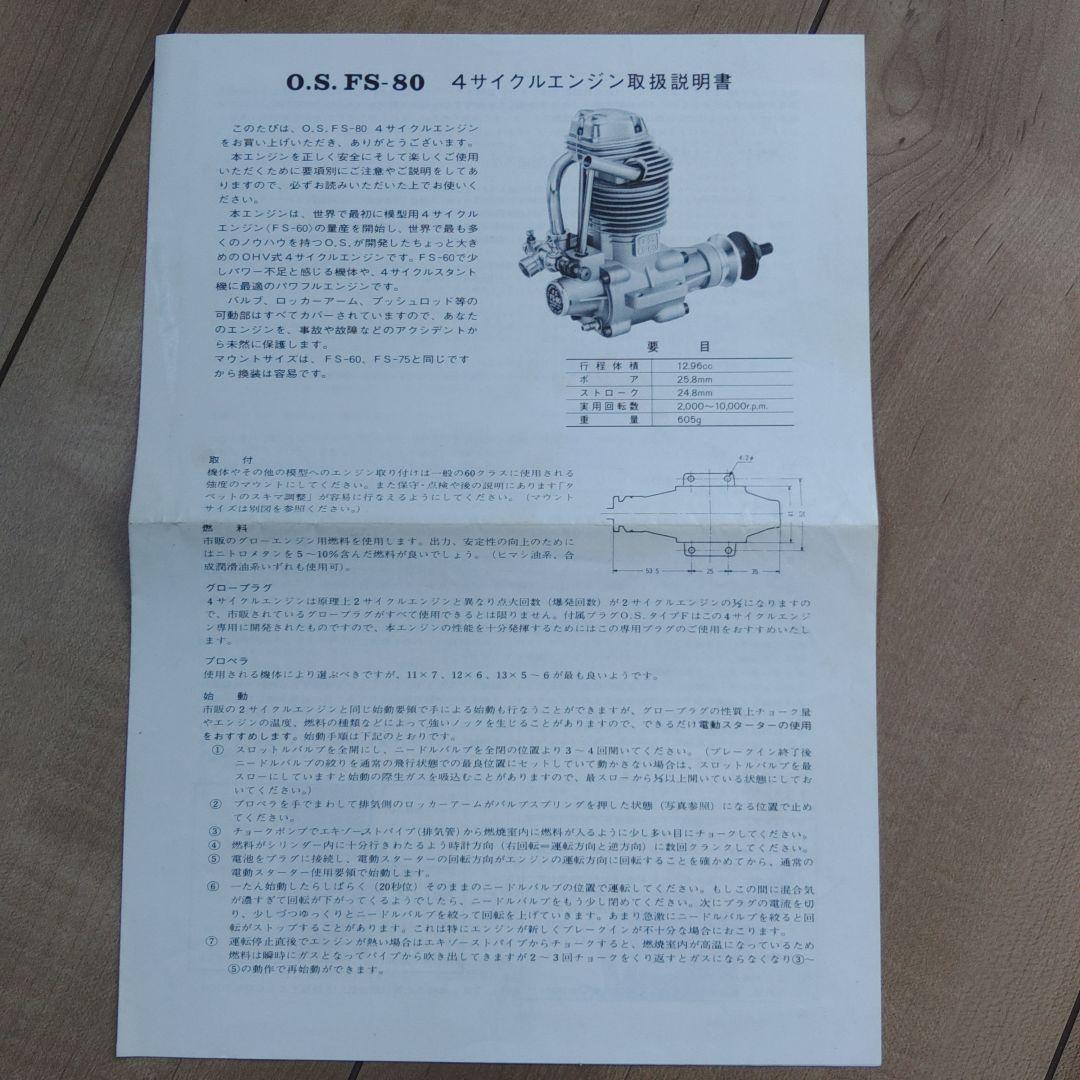 O.S. FS-80 4サイクルエンジン取扱説明書
このたびは、O.S.FS-80 4サイクルエンジン
をお買い上げいただき、ありがとうございます。
本エンジンを正しく安全にそして楽しくご使用
いただくために要項別にご注意やご説明をしてあ
りますので、必ずお読みいただいた上でお使いく
ださい。
本エンジンは、世界で最初に模型用4サイクル
エンジン(FS-60)の量産を開始し、世界で最も多
くのノウハウを持つO.S.が開発したちょっと大き
めのOHV式4サイクルエンジンです。FS-60で少
しパワー不足と感じる機体や、4サイクルスタント
機に最適のパワフルエンジンです。
バルブ、ロッカーアーム、プッシュロッド等の
可動部はすべてカバーされていますので、あなた
のエンジンを、事故や故障などのアクシデントか
ら未然に保護します。
マウントサイズは、FS-60、FS-75と同じです
から換装は容易です。
要 目
行程体積 12.96cc
ボア 25.8mm
ストローク 24.8mm
実用回転数 2,000〜10,000r.p.m.
重量 605g
取 付
機体やその他の模型へのエンジン取り付けは一般の60クラスに使用される
強度のマウントにしてください。また保守・点検や後の説明にあります「タ
ペットのスキマ調整」が容易に行なえるようにしてください。(マウント
サイズは別図を参照ください。)
4.2φ
53.5
25
35
燃 料
市販のグローエンジン用燃料を使用します。出力、安定性の向上のために
はニトロメタンを5〜10%含んだ燃料が良いでしょう。(ヒマシ油系、合
成潤滑油系いずれも使用可)。
グロープラグ
4サイクルエンジンは原理上2サイクルエンジンと異なり点火回数(爆発回数)が2サイクルエンジンの½になりますの
で、市販されているグロープラグがすべて使用できるとは限りません。付属プラグO.S.タイプFはこの4サイクルエンジ
ン専用に開発されたものですので、本エンジンの性能を十分発揮するためにはこの専用プラグのご使用をおすすめいたし
ます。
プロペラ
使用される機体により選ぶべきですが、11×7、12×6、13×5〜6が最も良いようです。
始 動
市販の2サイクルエンジンと同じ始動要領で手による始動も行なうことができますが、グロープラグの性質上チョーク量
やエンジンの温度、燃料の種類などによって強いノックを生じることがありますので、できるだけ電動スターターの使用
をおすすめします。始動手順は下記のとおりです。
① スロットルバルブを全開にし、ニードルバルブを全閉の位置より3〜4回開いてください。(ブレークイン終了後
ニードルバルブの絞りを通常の飛行状態での最良位置にセットしていて動かさない場合は、スロットルバルブを最
スローにしていますと始動の際生ガスを吸込むことがありますので、最スローから⅓以上開いている状態にしてお
いてください。)
② プロペラを手でまわして排気側のロッカーアームがバルブスプリングを押した状態(写真参照)になる位置で止め
てください。
③ チョークポンプでエキゾーストパイプ(排気管)から燃焼室内に燃料が入るように少し多い目にチョークしてください。
④ 燃料がシリンダー内に十分行きわたるよう時計方向(右回転=運転方向と逆方向)に数回クランクしてください。
⑤ 電池をプラグに接続し、電動スターターの回転方向がエンジンの運転方向に回転することを確かめてから、通常の
電動スターター使用要領で始動します。
⑥ 一たん始動したらしばらく(20秒位)そのままのニードルバルブの位置で運転してください。もしこの間に混合気
が濃すぎて回転が下がってくるようでしたら、ニードルバルブをもう少し閉めてください。次にプラグの電流を切
り、少しづつゆっくりとニードルバルブを絞って回転を上げていきます。あまり急激にニードルバルブを絞ると回
転がストップすることがあります。これは特にエンジンが新しくブレークインが不十分な場合におこります。
⑦ 運転停止直後でエンジンが熱い場合はエキゾーストパイプからチョークすると、燃焼室内が高温になっているため
燃料は瞬時にガスとなってパイプから吹き出してきますが2〜3回チョークをくり返すとガスにならなくなり③〜
⑤の動作で再始動ができます。